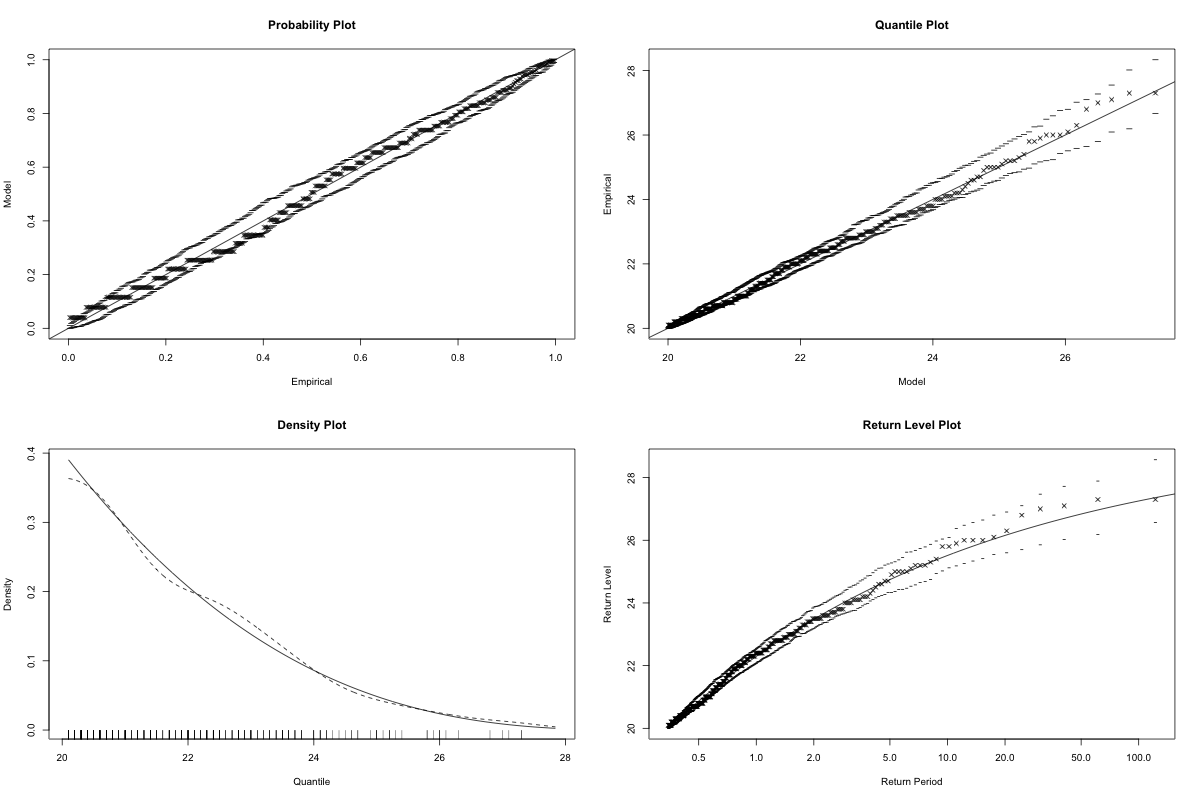 Probability Plot
Model
0.0 0.2 0.4 0.6 0.8 1.0
0.0 0.2 0.4 0.6 0.8 1.0
Empirical
Quantile Plot
Empirical
20 22 24 26 28
20 22 24 26
Model
Density Plot
Density
0.0 0.1 0.2 0.3 0.4
20 22 24 26 28
Quantile
Return Level Plot
Return Level
20 22 24 26 28
0.5 1.0 2.0 5.0 10.0 20.0 50.0 100.0
Return Period